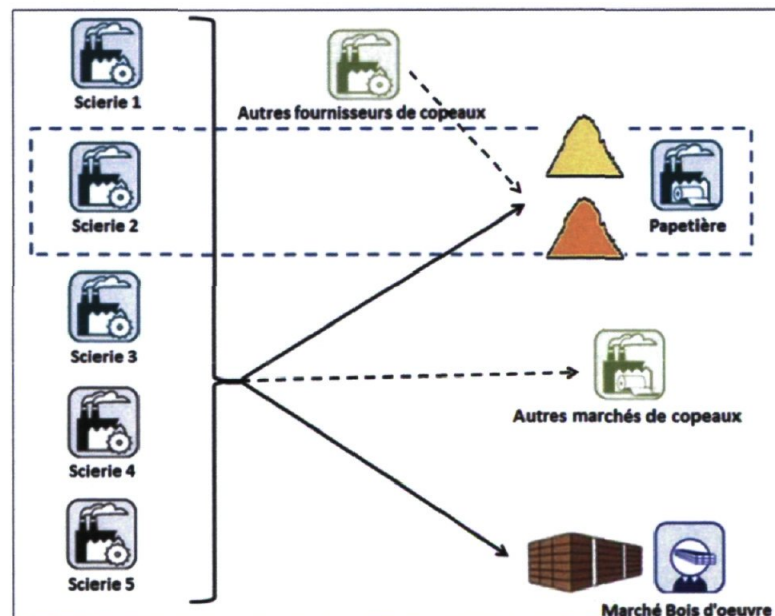 Scierie 1
Autres fournisseurs de copeaux
Scierie 2
Papetière
Scierie 3
Autres marchés de copeaux
Scierie 4
Scierie 5
Marché Bois d'oeuvre